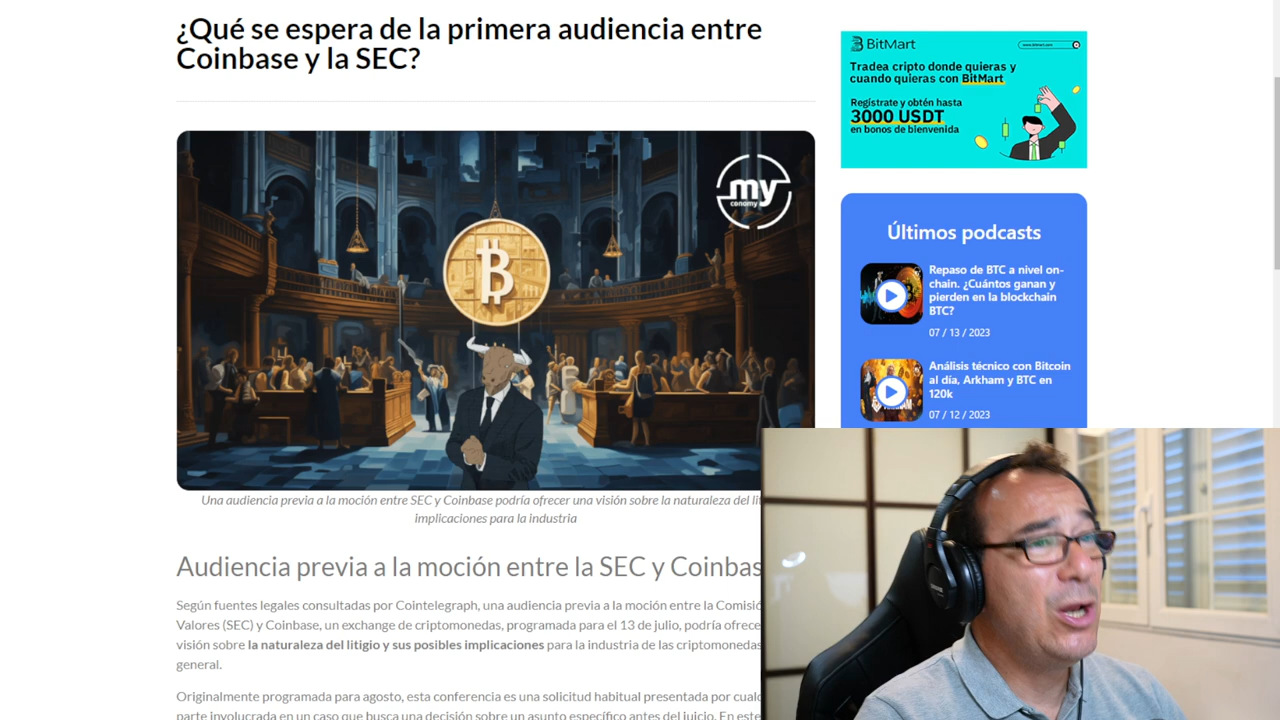 ¿Qué se espera de la primera audiencia entre
Coinbase y la SEC?
my
conomy
Una audiencia previa a la moción entre SEC y Coinbase podría ofrecer una visión sobre la naturaleza del
implicaciones para la industria
Audiencia previa a la moción entre la SEC y
Según fuentes legales consultadas por Cointelegraph, una audiencia previa a la moción entre la
Valores (SEC) y Coinbase, un exchange de criptomonedas, programada para el 13 de julio, podría
visión sobre la naturaleza del litigio y sus posibles implicaciones para la industria de las criptomonedas
general.
Originalmente programada para agosto, esta conferencia es una solicitud habitual presentada por
parte involucrada en un caso que busca una decisión sobre un asunto específico antes del juicio. En este
BitMart
www.bitmart.com
Tradea cripto donde quieras y
cuando quieras con BitMart
Regístrate y obtén hasta
3000 USDT
en bonos de bienvenida
Últimos podcasts
Repaso de BTC a nivel on-
chain. ¿Cuántos ganan y
pierden en la blockchain
BTC?
07 / 13 / 2023
Análisis técnico con Bitcoin
al día, Arkham y BTC en
120k
07 / 12 / 2023